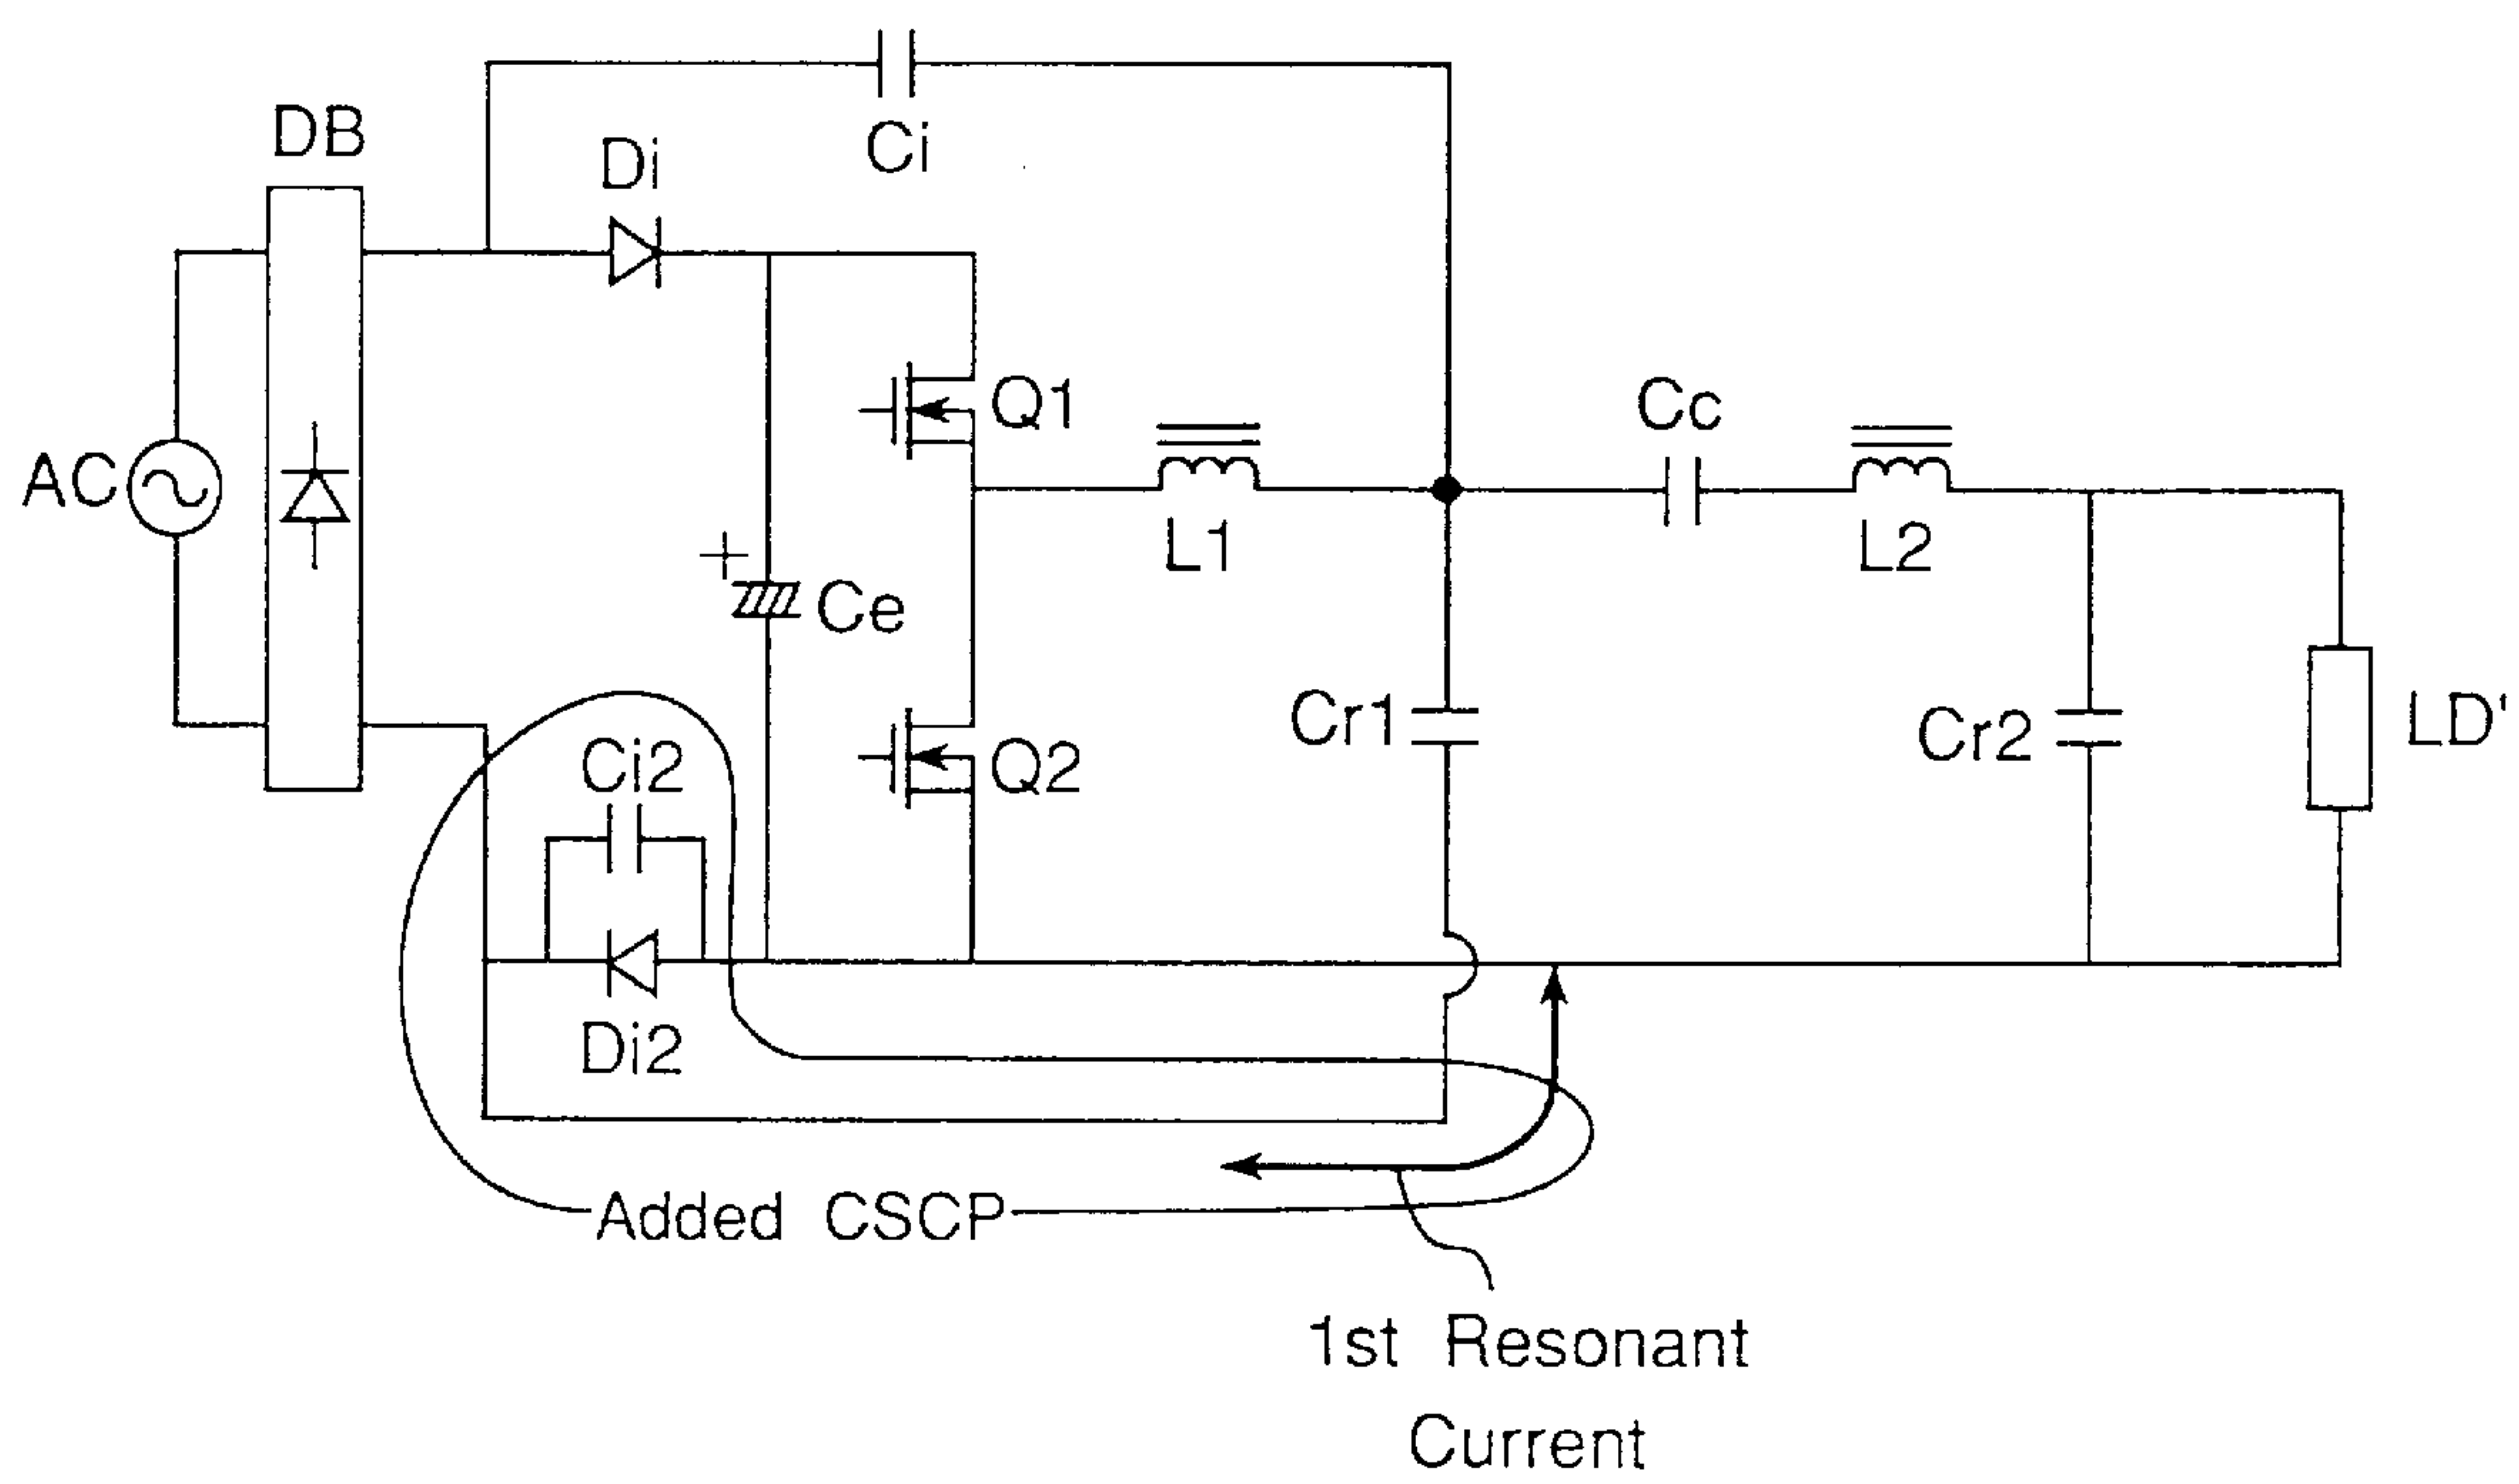 Ci
DB
Di
Q1
Cc
AC
L1
L2
+
Ce
Cr1
Cr2
LD'
Ci2
Q2
Di2
Added CSCP
1st Resonant
Current